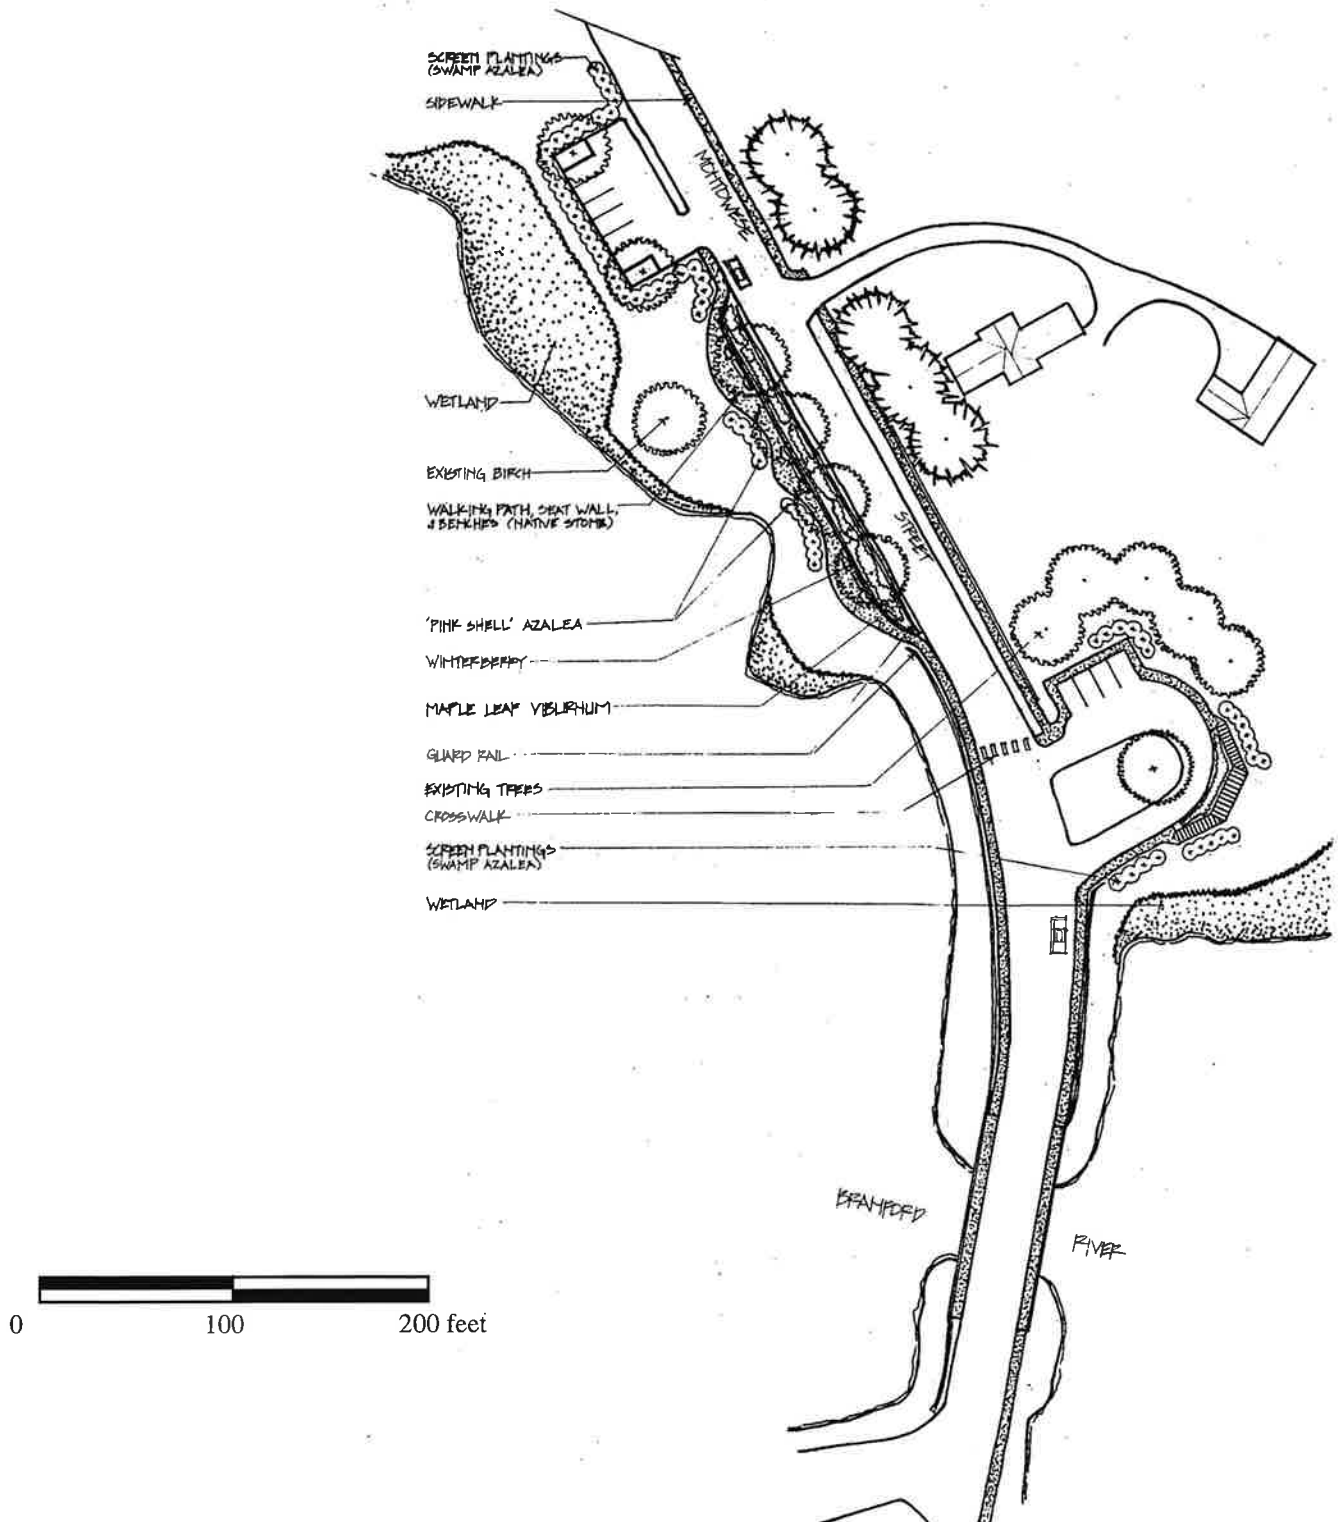 SCREEN PLANTINGS
(SWAMP AZALEA)
SIDEWALK
MONTOWESE
WETLAND
EXISTING BIRCH
WALKING PATH, SEAT WALL,
& BENCHES (NATIVE STONE)
STREET
'PINK SHELL' AZALEA
WINTERBERRY
MAPLE LEAF VIBURNUM
GUARD RAIL
EXISTING TREES
CROSSWALK
SCREEN PLANTINGS
(SWAMP AZALEA)
WETLAND
BRANFORD
RIVER
0 100 200 feet